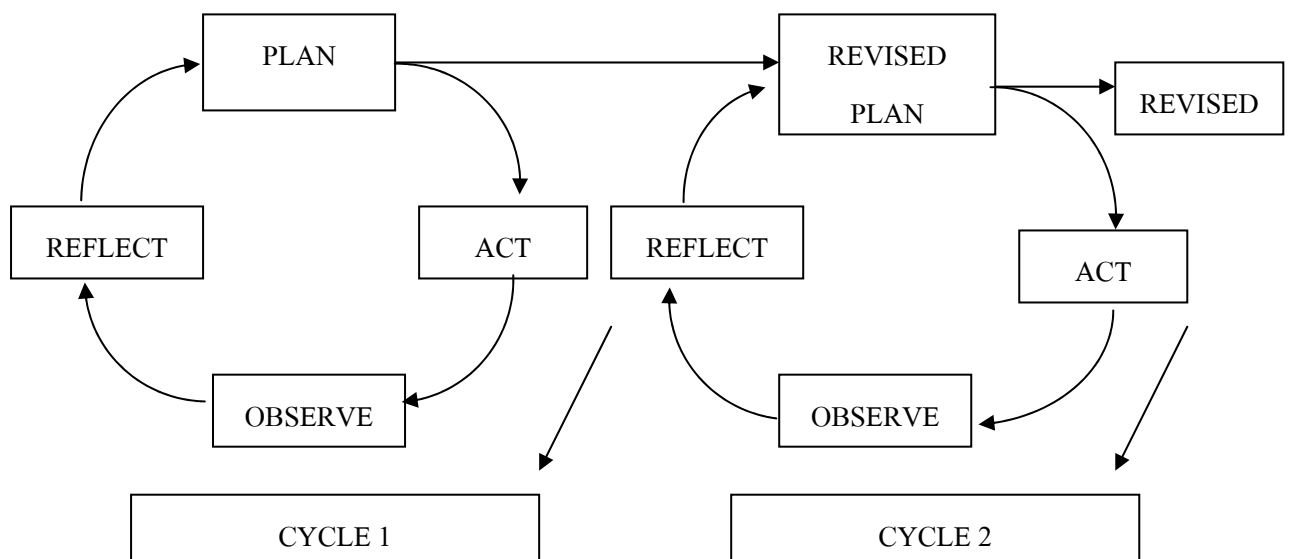 PLAN
REVISED
PLAN
REVISED
REFLECT
ACT
REFLECT
ACT
OBSERVE
OBSERVE
CYCLE 1
CYCLE 2